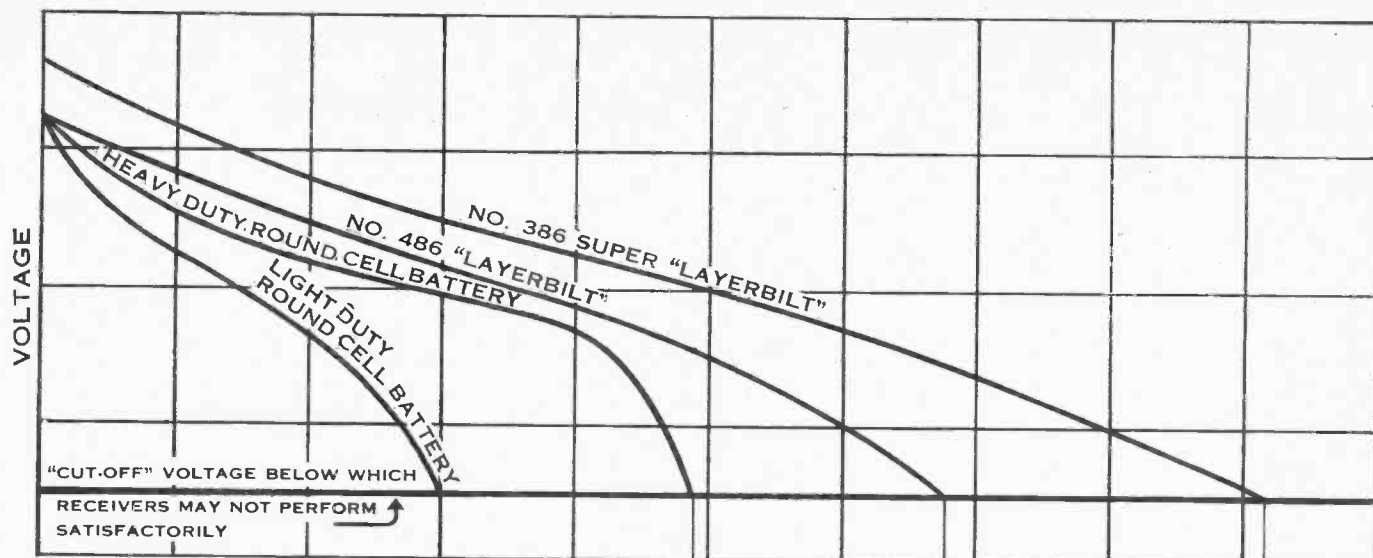 VOLTAGE
NO. 386 SUPER "LAYERBILT"
NO. 486 "LAYERBILT"
HEAVY DUTY ROUND CELL BATTERY
LIGHT DUTY
ROUND CELL BATTERY
"CUT-OFF" VOLTAGE BELOW WHICH
RECEIVERS MAY NOT PERFORM
SATISFACTORILY